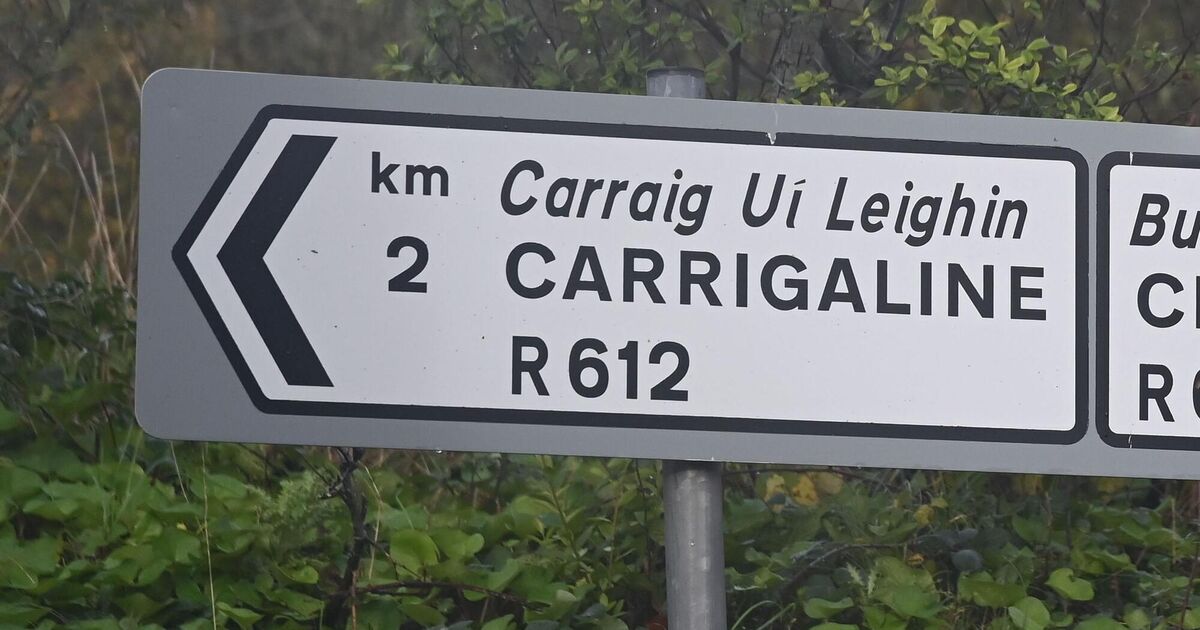 km Carraig Uí Leighin
2 CARRIGALINE
R612